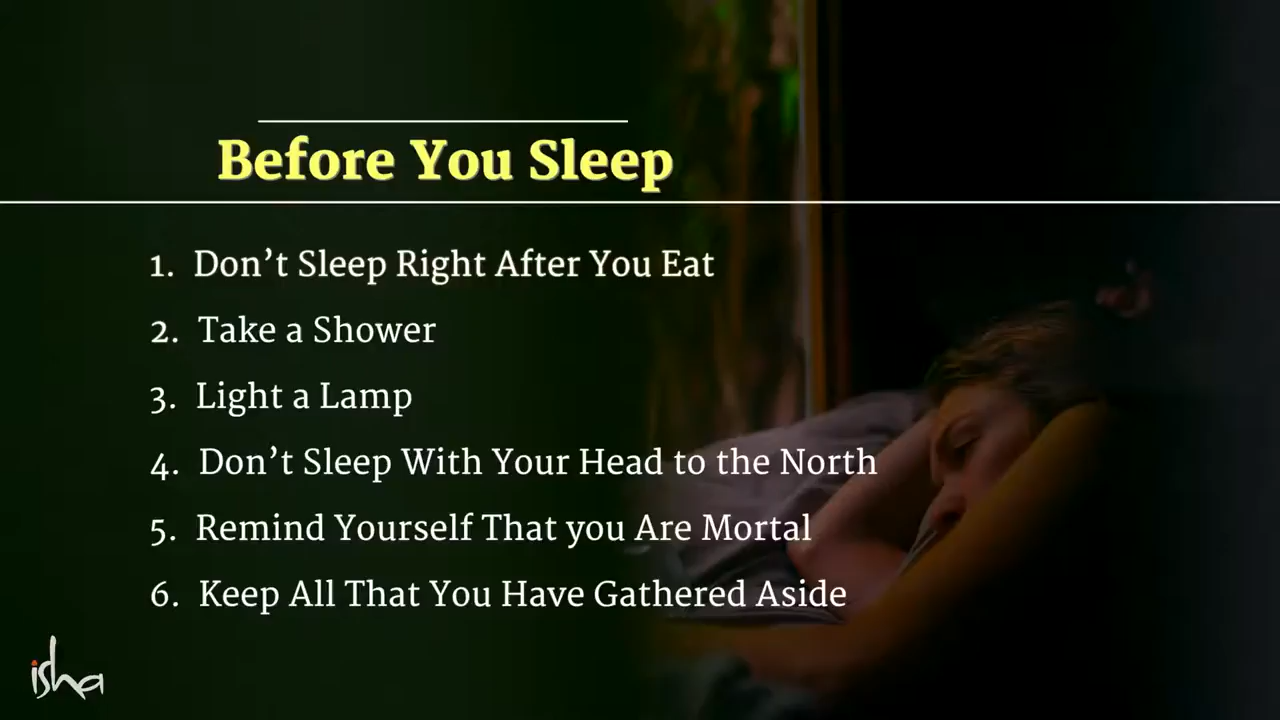 Before You Sleep
1. Don’t Sleep Right After You Eat
2. Take a Shower
3. Light a Lamp
4. Don’t Sleep With Your Head to the North
5. Remind Yourself That you Are Mortal
6. Keep All That You Have Gathered Aside
isha